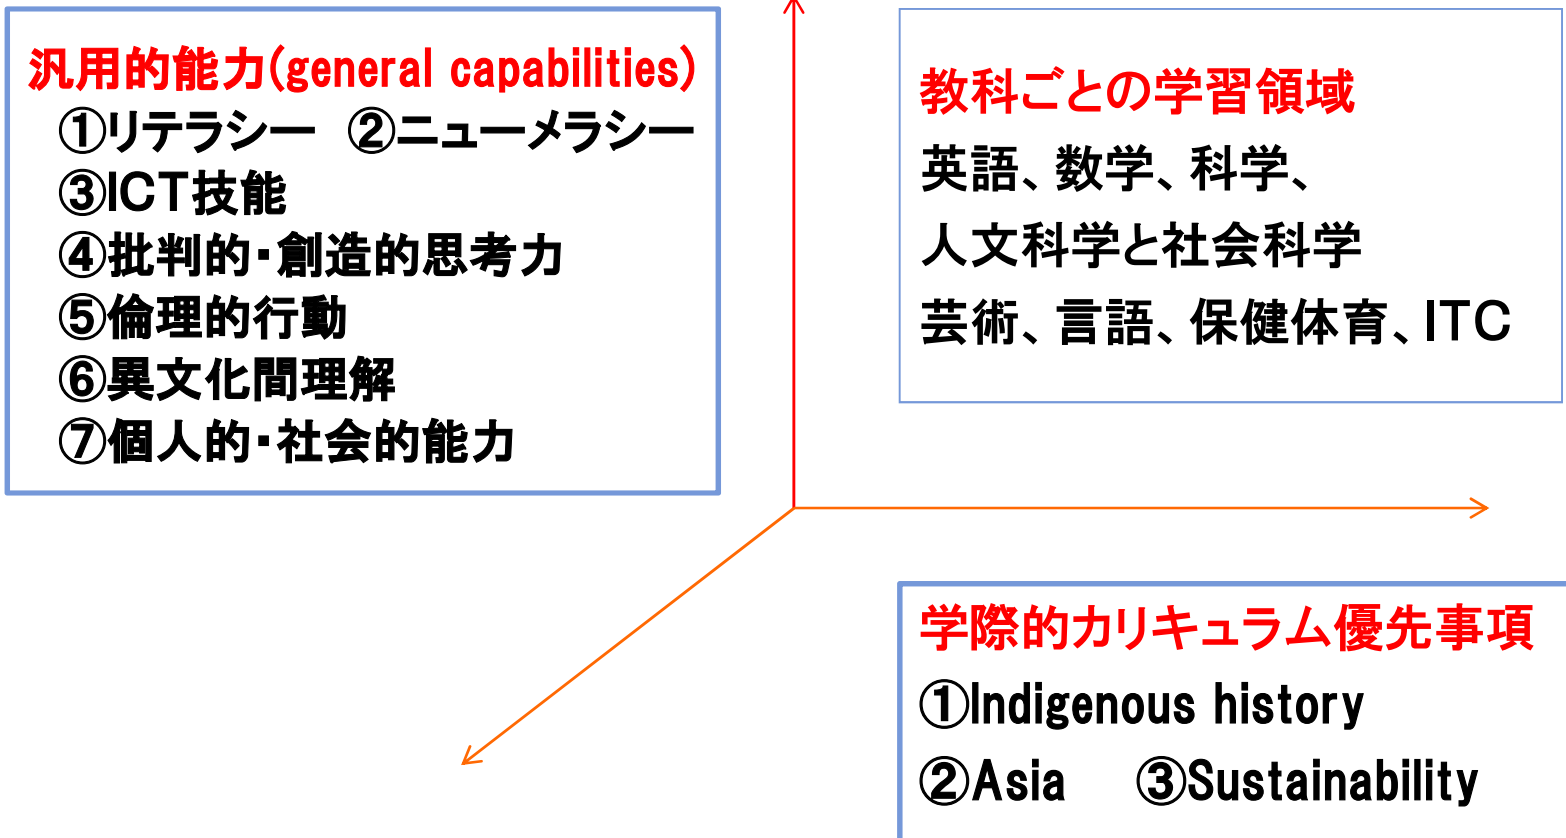 汎用的能力(general capabilities)
①リテラシー ②ニューメラシー
③ICT技能
④批判的・創造的思考力
⑤倫理的行動
⑥異文化間理解
⑦個人的・社会的能力
教科ごとの学習領域
英語、数学、科学、
人文科学と社会科学
芸術、言語、保健体育、ITC
学際的カリキュラム優先事項
①Indigenous history
②Asia ③Sustainability